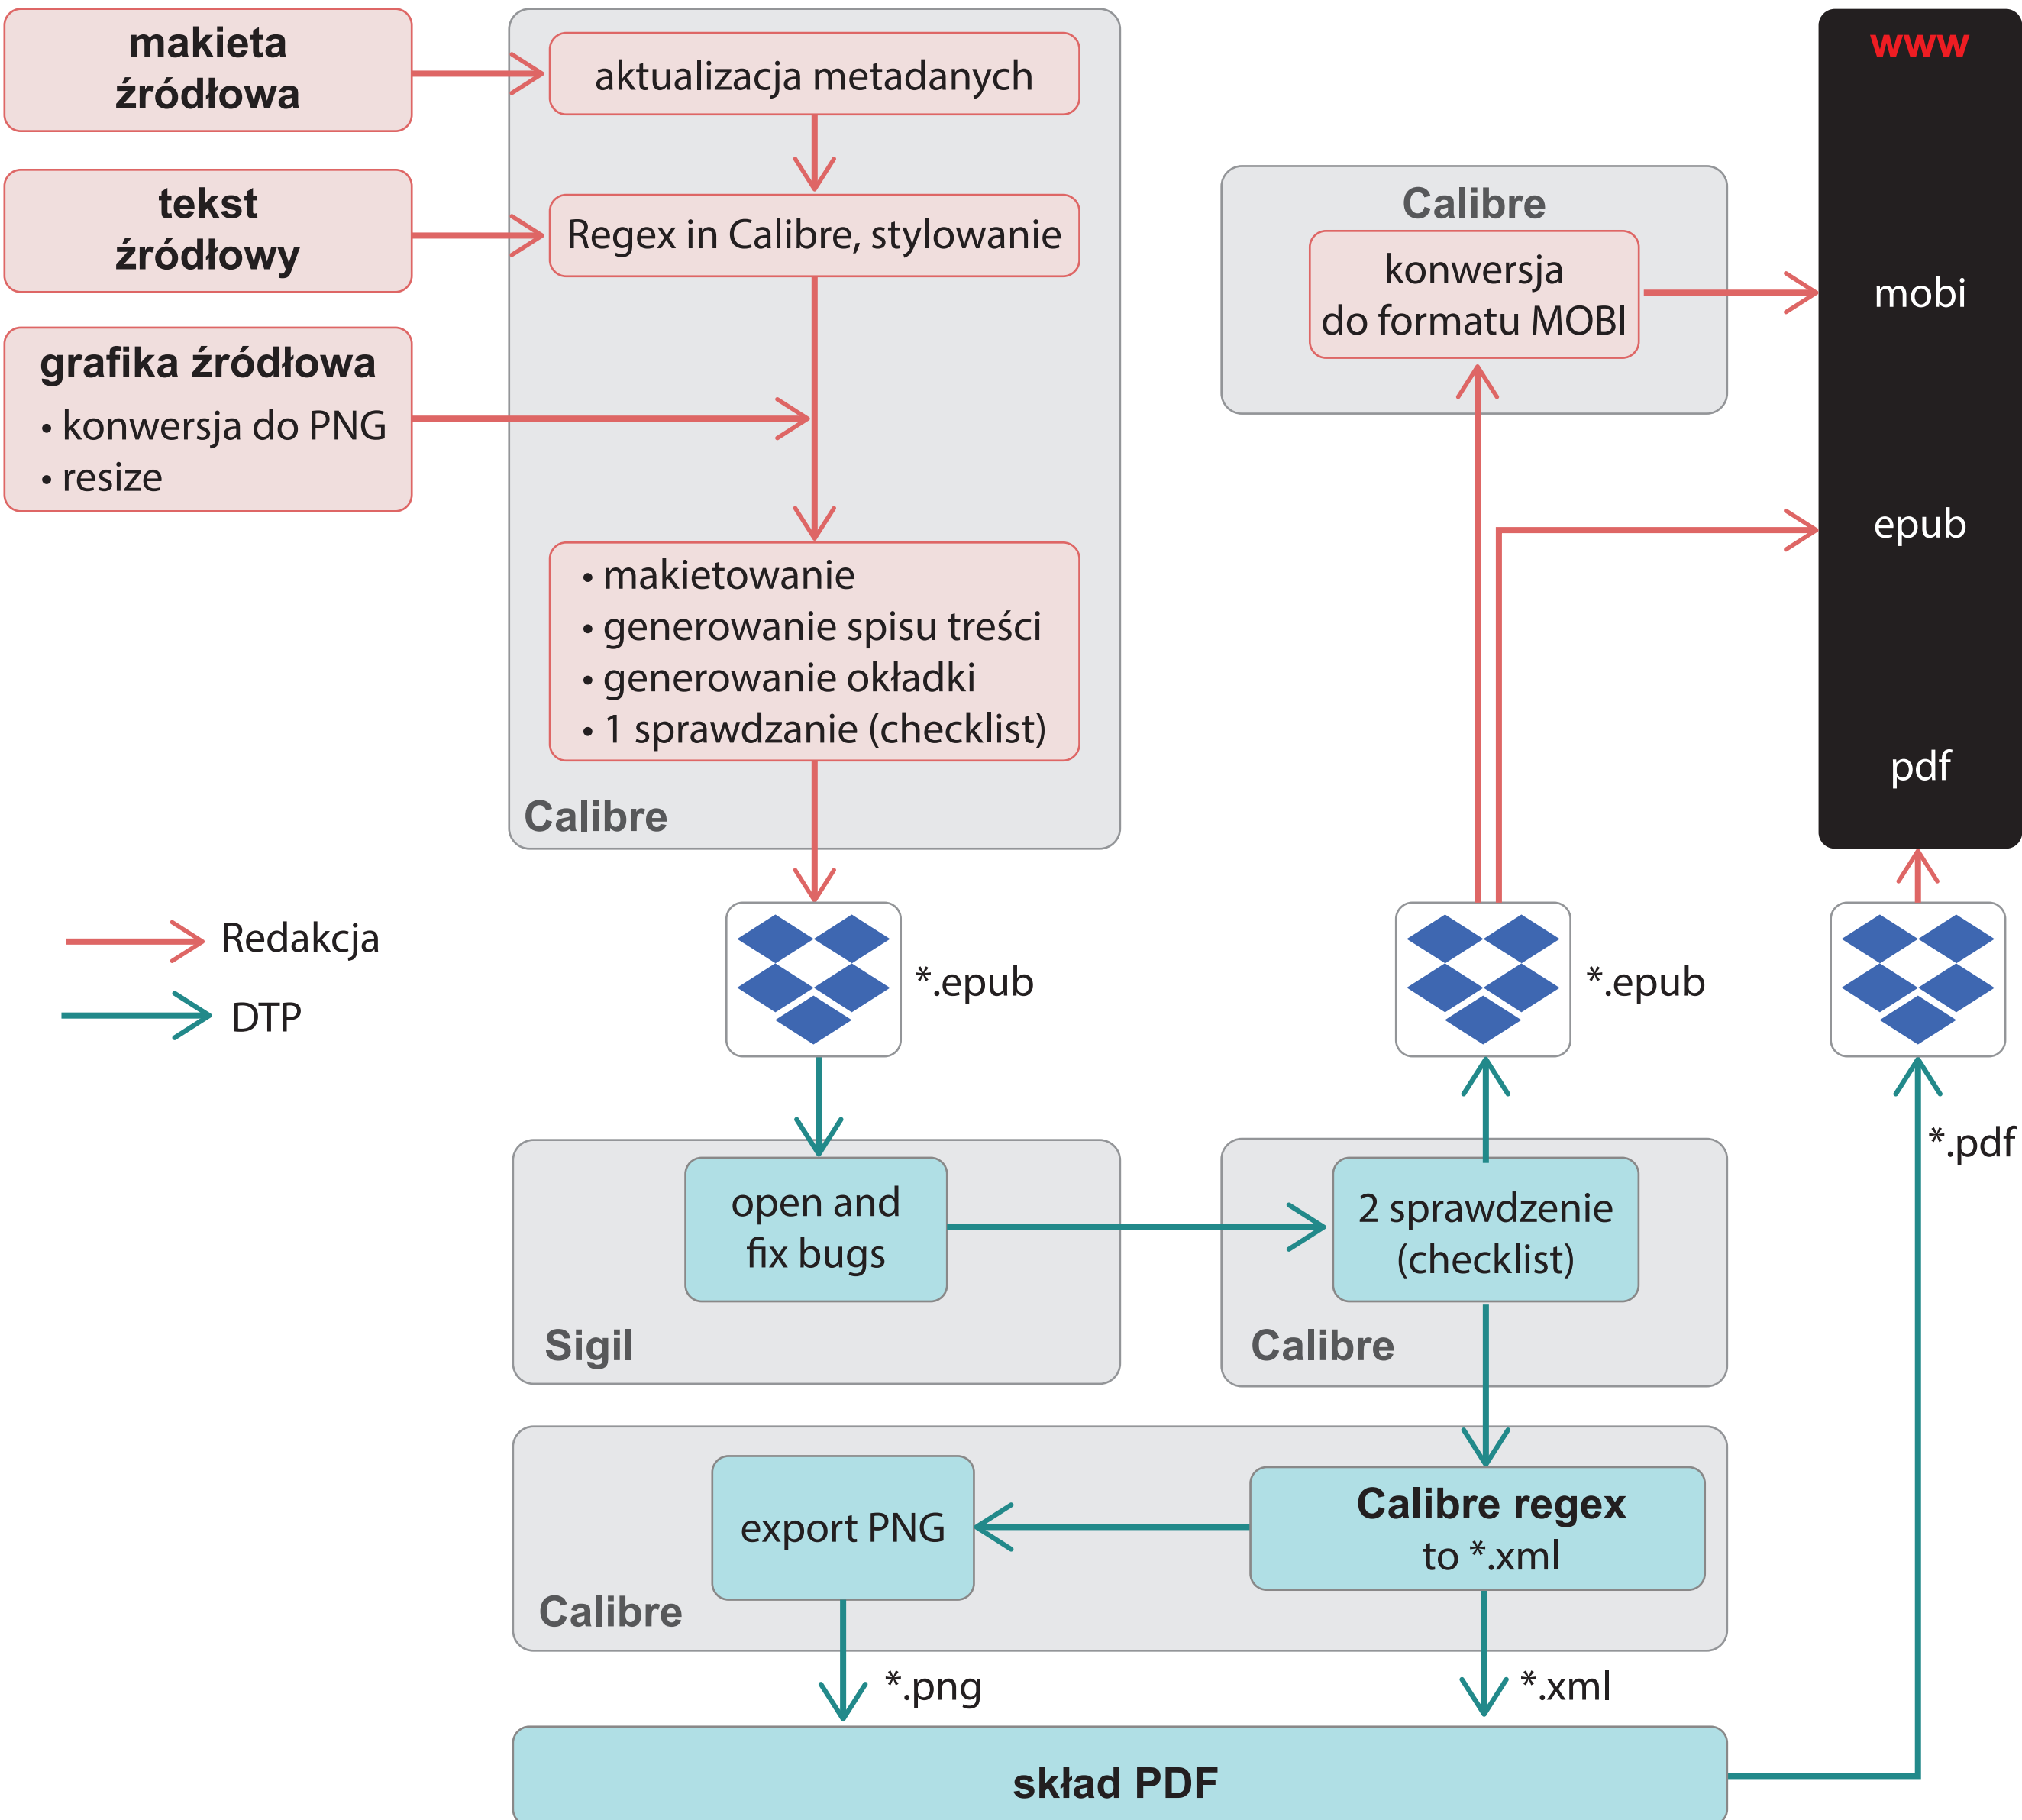 makieta
źródłowa
tekst
źródłowy
grafika źródłowa
• konwersja do PNG
• resize
aktualizacja metadanych
Regex in Calibre, stylowanie
• makietowanie
• generowanie spisu treści
• generowanie okładki
• 1 sprawdzanie (checklist)
Calibre
Calibre
konwersja
do formatu MOBI
www
mobi
epub
pdf
Redakcja
DTP
*.epub
*.epub
*.pdf
open and
fix bugs
Sigil
2 sprawdzenie
(checklist)
Calibre
export PNG
Calibre regex
to *.xml
Calibre
*.png
*.xml
skład PDF